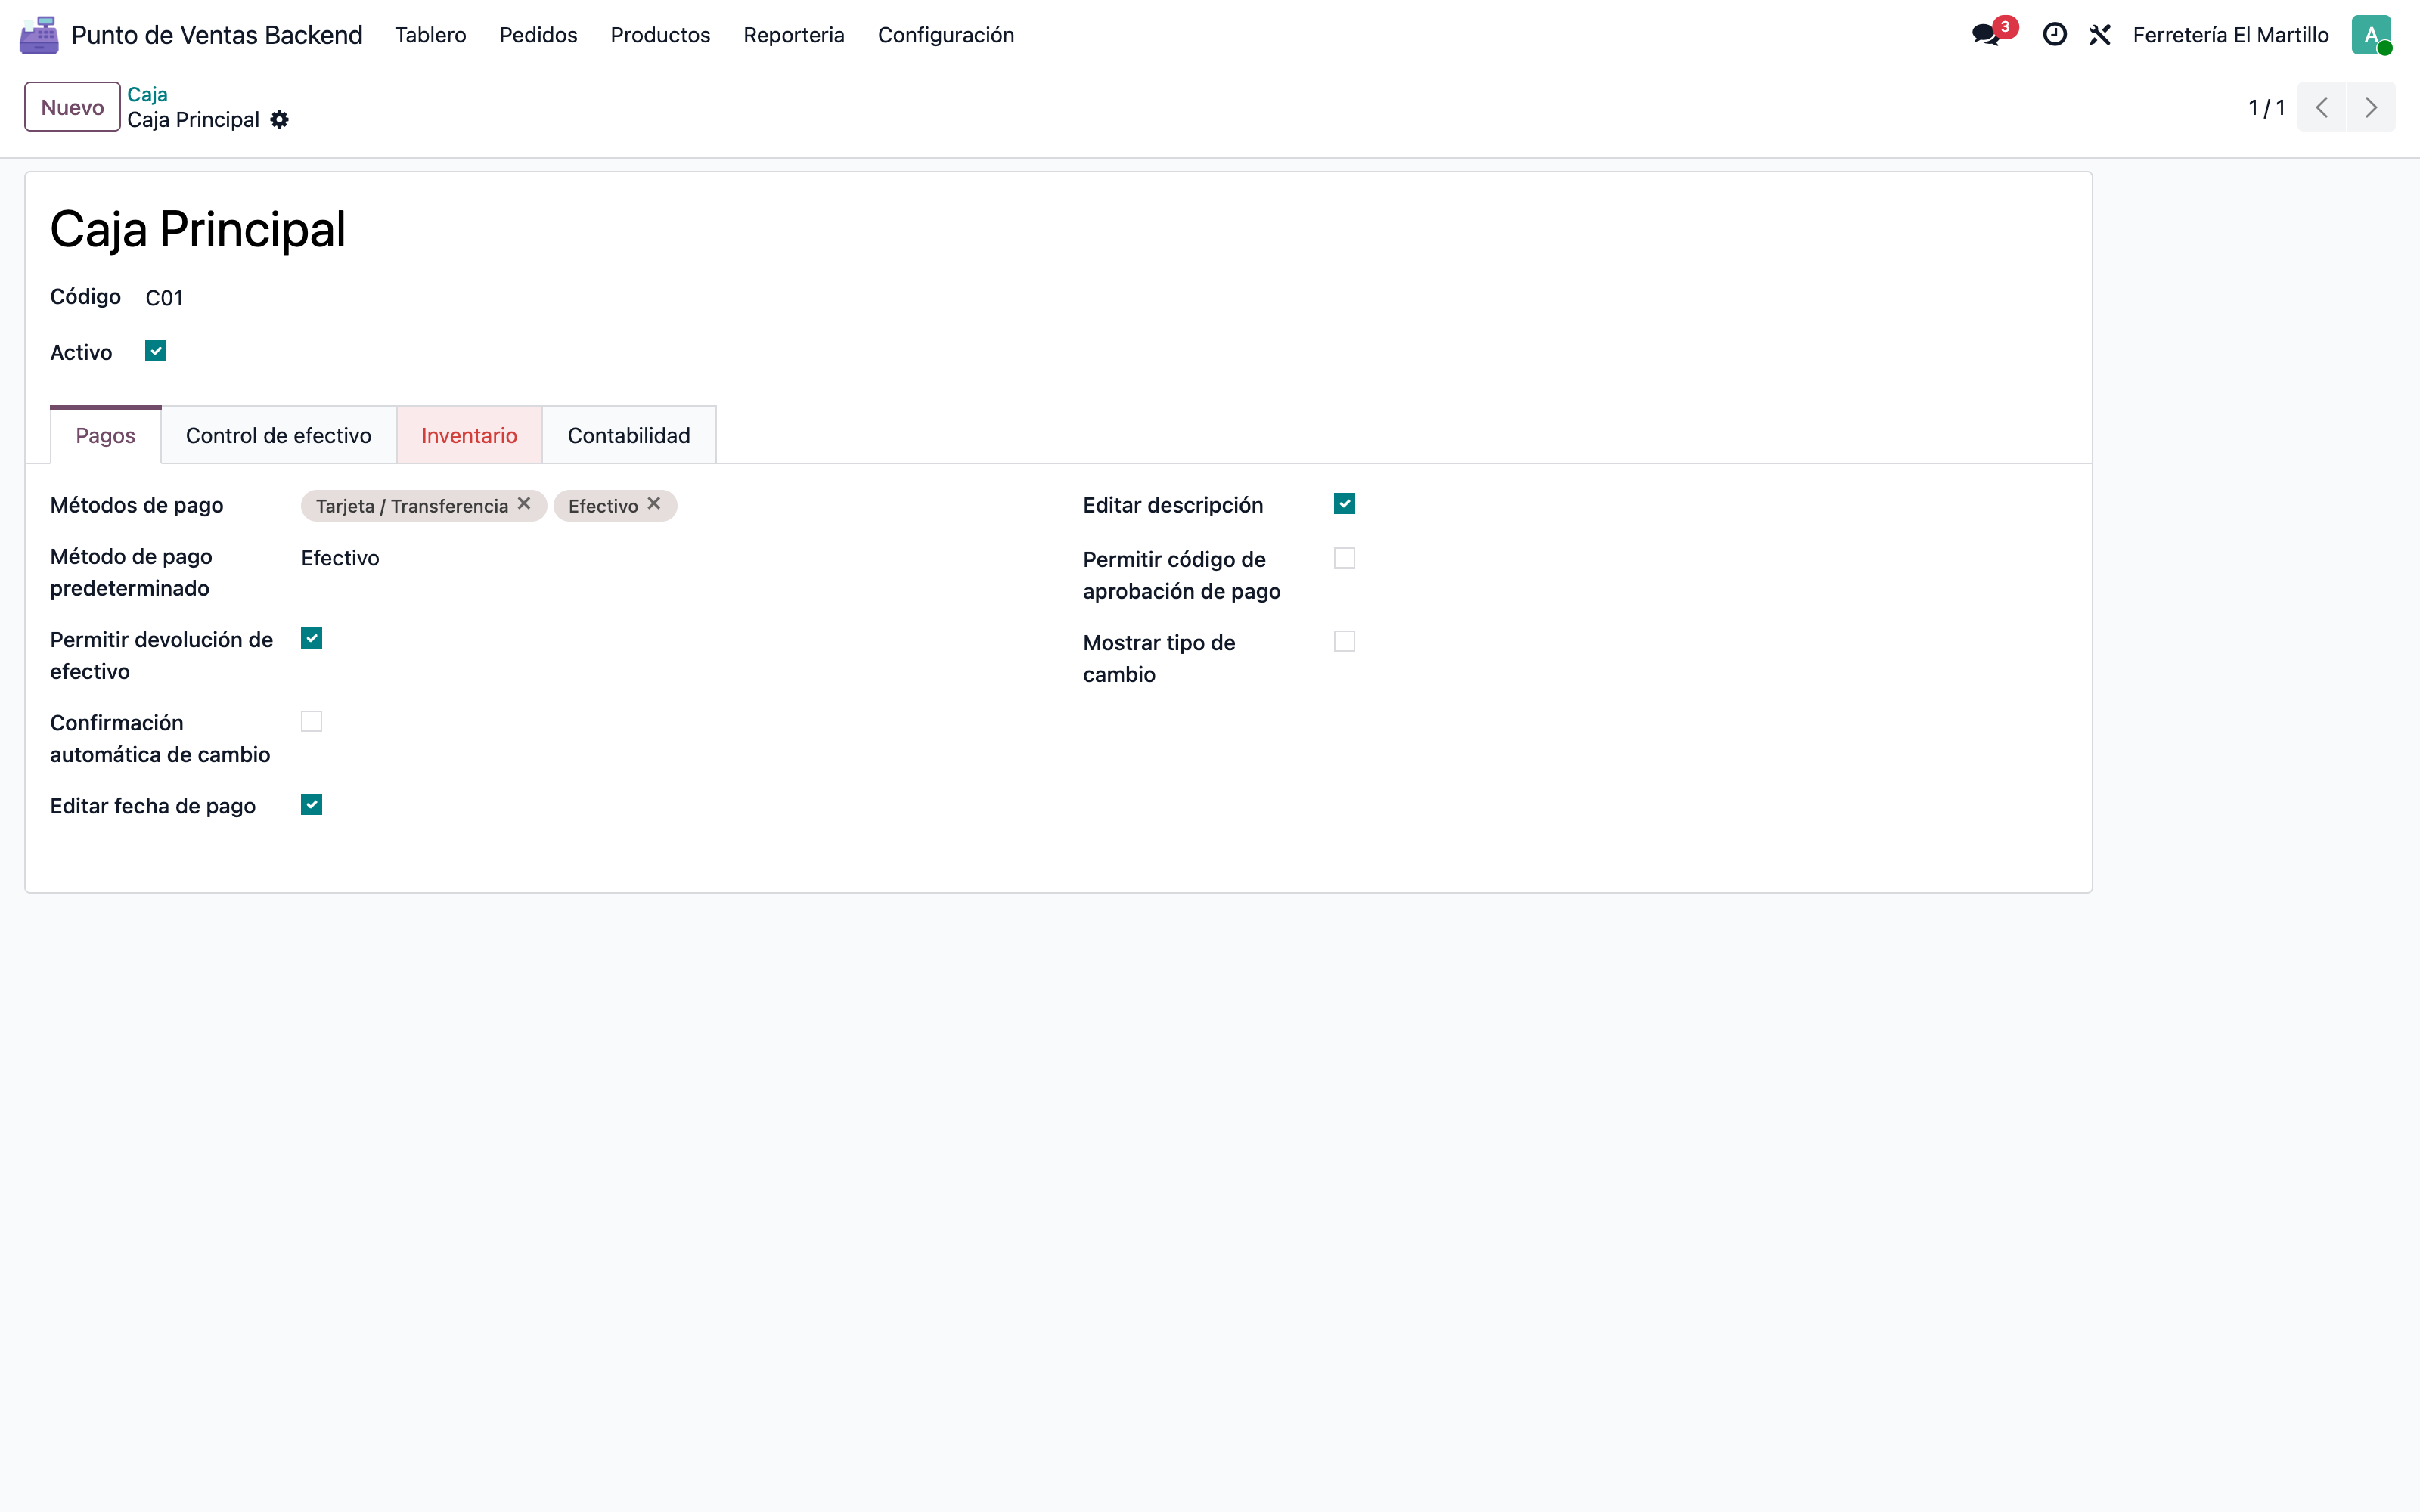 Punto de Ventas Backend Tablero Pedidos Productos Reporteria Configuración 3 Ferretería El Martillo A
Nuevo
Caja
Caja Principal
1 / 1
Caja Principal
Código C01
Activo
Pagos Control de efectivo Inventario Contabilidad
Métodos de pago Tarjeta / Transferencia Efectivo
Método de pago
predeterminado
Efectivo
Permitir devolución de
efectivo
Confirmación
automática de cambio
Editar fecha de pago
Editar descripción
Permitir código de
aprobación de pago
Mostrar tipo de
cambio